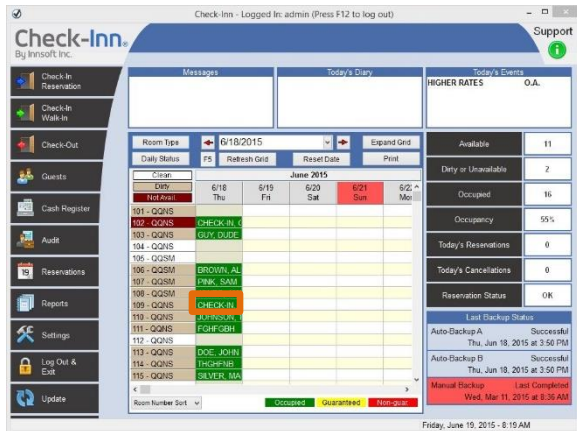 Check-Inn - Logged In: admin (Press F12 to log out)
Check-Inn®
By Innsoft Inc.
Support
Check-In
Reservation
Check-In
Walk-In
Check-Out
Guests
Cash Register
Audit
19
Reservations
Reports
Settings
Log Out &
Exit
Update
Messages
Today's Diary
Today's Events
HIGHER RATES O.A.
Room Type 6/18/2015 Expand Grid
Daily Status F5 Refresh Grid Reset Date Print
Clean June 2015
Dirty 6/18 6/19 6/20 6/21 6/22
Not Avail. Thu Fri Sat Sun Mon
101 - QQNS
102 - QQNS CHECK-IN, C
103 - QQNS GUY, DUDE
104 - QQNS
105 - QQSM
106 - QQSM BROWN, AL
107 - QQSM PINK, SAM
108 - QQSM
109 - QQNS CHECK-IN,
110 - QQNS JOHNSON, T
111 - QQNS FGHFGBH
112 - QQNS
113 - QQNS DOE, JOHN
114 - QQNS THGHFNB
115 - QQNS SILVER, MA
Room Number Sort Occupied Guaranteed Non-guar.
Available 11
Dirty or Unavailable 2
Occupied 16
Occupancy 55%
Today's Reservations 0
Today's Cancellations 0
Reservation Status OK
Last Backup Status
Auto-Backup A Successful
Thu, Jun 18, 2015 at 3:50 PM
Auto-Backup B Successful
Thu, Jun 18, 2015 at 3:50 PM
Manual Backup Last Completed
Wed, Mar 11, 2015 at 8:36 AM
Friday, June 19, 2015 - 8:19 AM